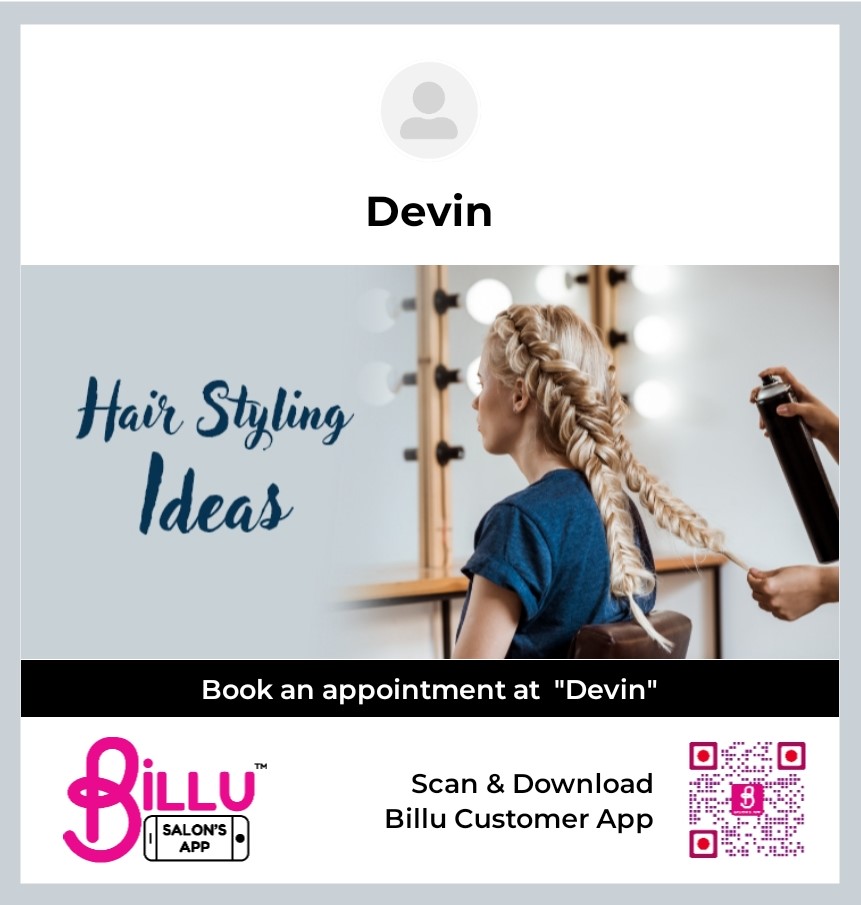 Devin
Hair Styling
Ideas
Book an appointment at "Devin"
BILLU™
SALON'S
APP
Scan & Download
Billu Customer App